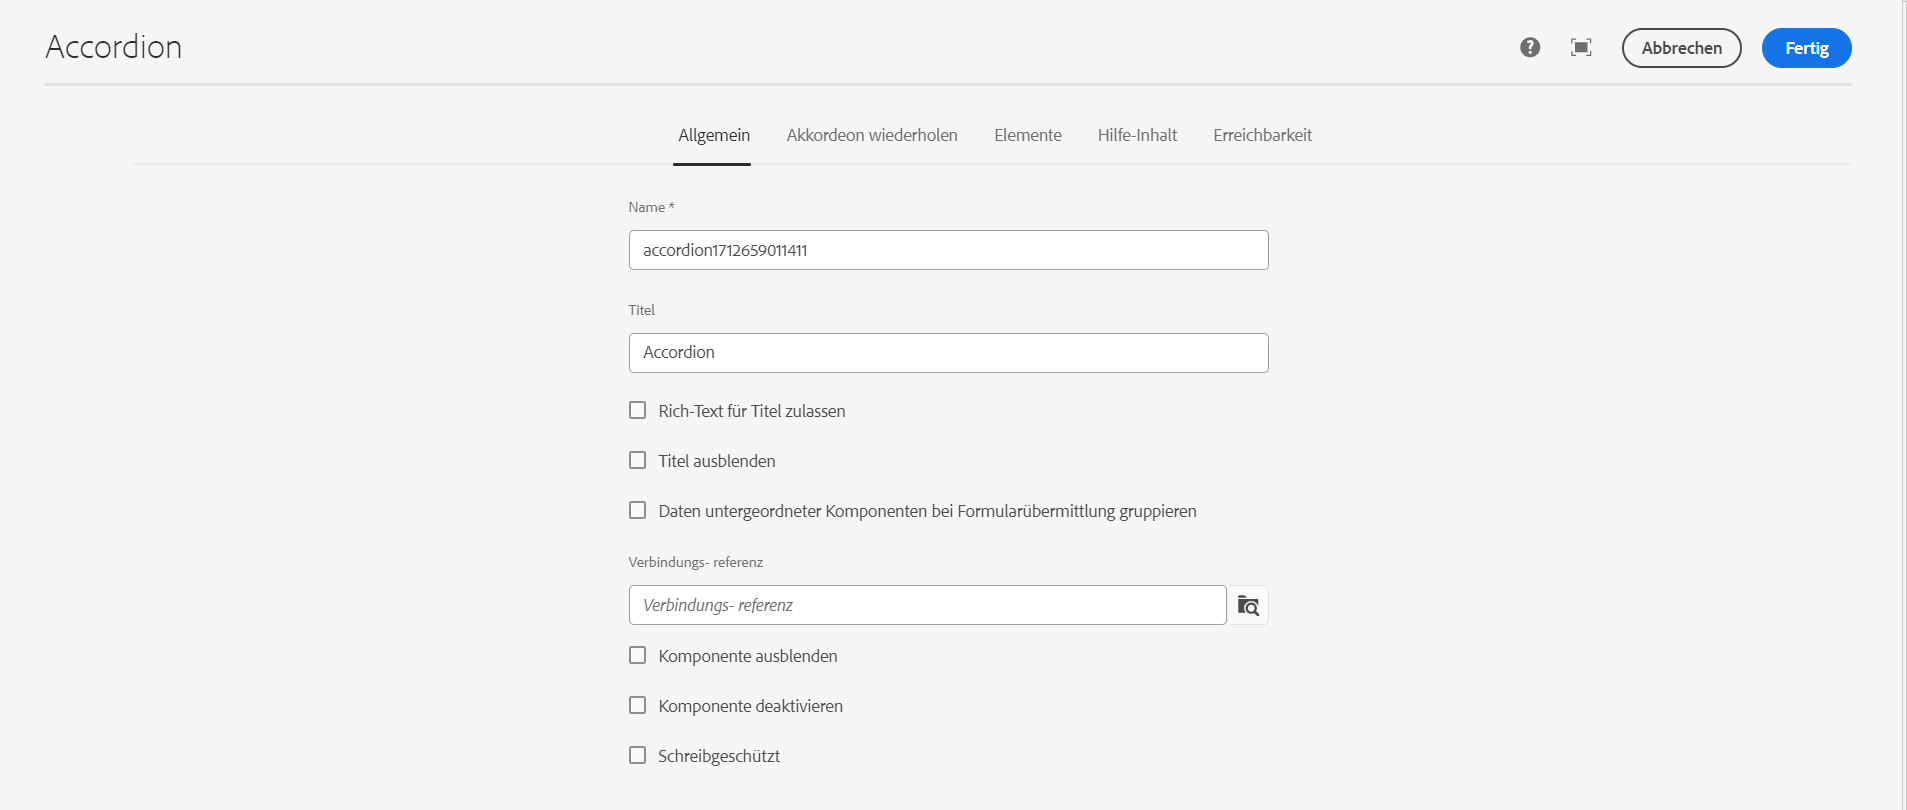 Accordion
Abbrechen
Fertig
Allgemein
Akkordeon wiederholen
Elemente
Hilfe-Inhalt
Erreichbarkeit
Name *
accordion1712659011411
Titel
Accordion
Rich-Text für Titel zulassen
Titel ausblenden
Daten untergeordneter Komponenten bei Formularübermittlung gruppieren
Verbindungs- referenz
Verbindungs- referenz
Komponente ausblenden
Komponente deaktivieren
Schreibgeschützt